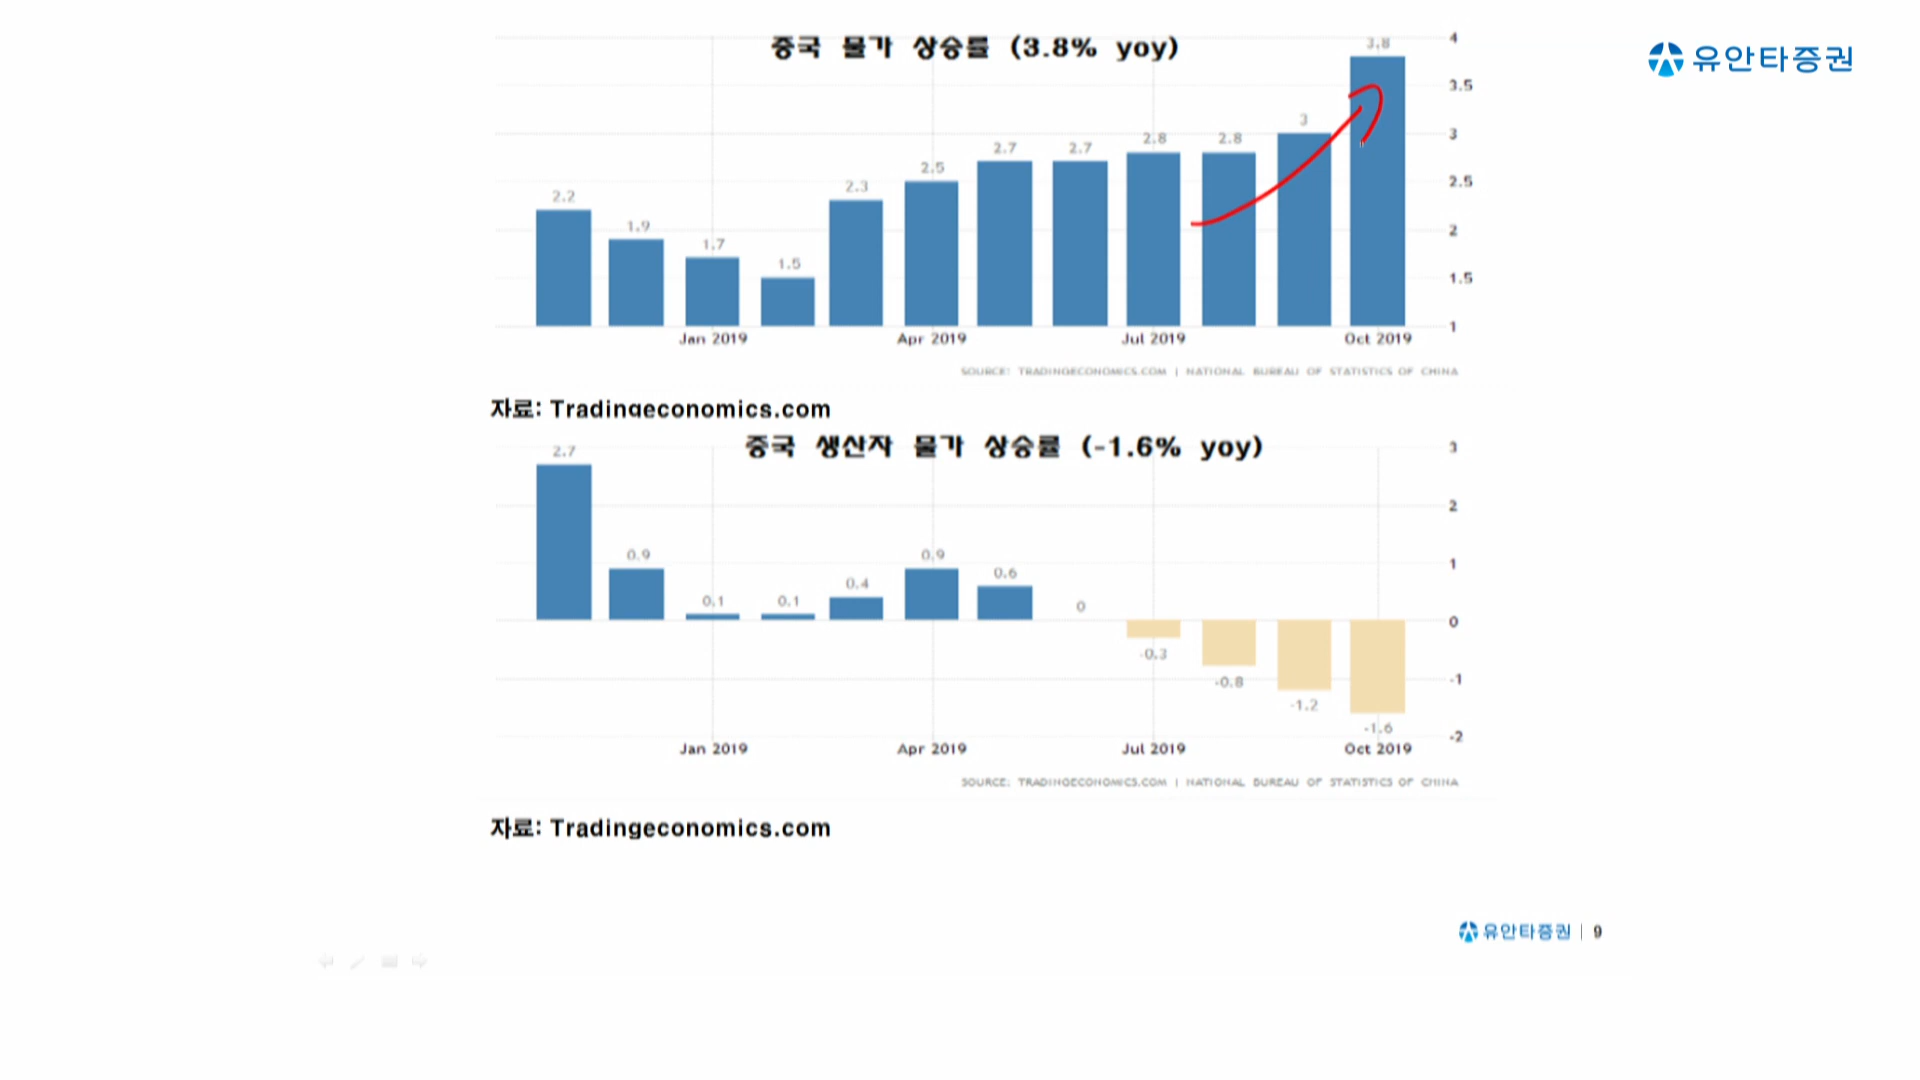 중국 물가 상승률 (3.8% yoy)
유안타증권
4
3.5
3
2.5
2
1.5
1
2.2
1.9
1.7
1.5
2.3
2.5
2.7
2.7
2.8
2.8
3
3.8
Jan 2019
Apr 2019
Jul 2019
Oct 2019
SOURCE: TRADINGECONOMICS.COM | NATIONAL BUREAU OF STATISTICS OF CHINA
자료: Tradingeconomics.com
중국 생산자 물가 상승률 (-1.6% yoy)
3
2
1
0
-1
-2
2.7
0.9
0.1
0.1
0.4
0.9
0.6
0
-0.3
-0.8
-1.2
-1.6
Jan 2019
Apr 2019
Jul 2019
Oct 2019
SOURCE: TRADINGECONOMICS.COM | NATIONAL BUREAU OF STATISTICS OF CHINA
자료: Tradingeconomics.com
유안타증권 | 9